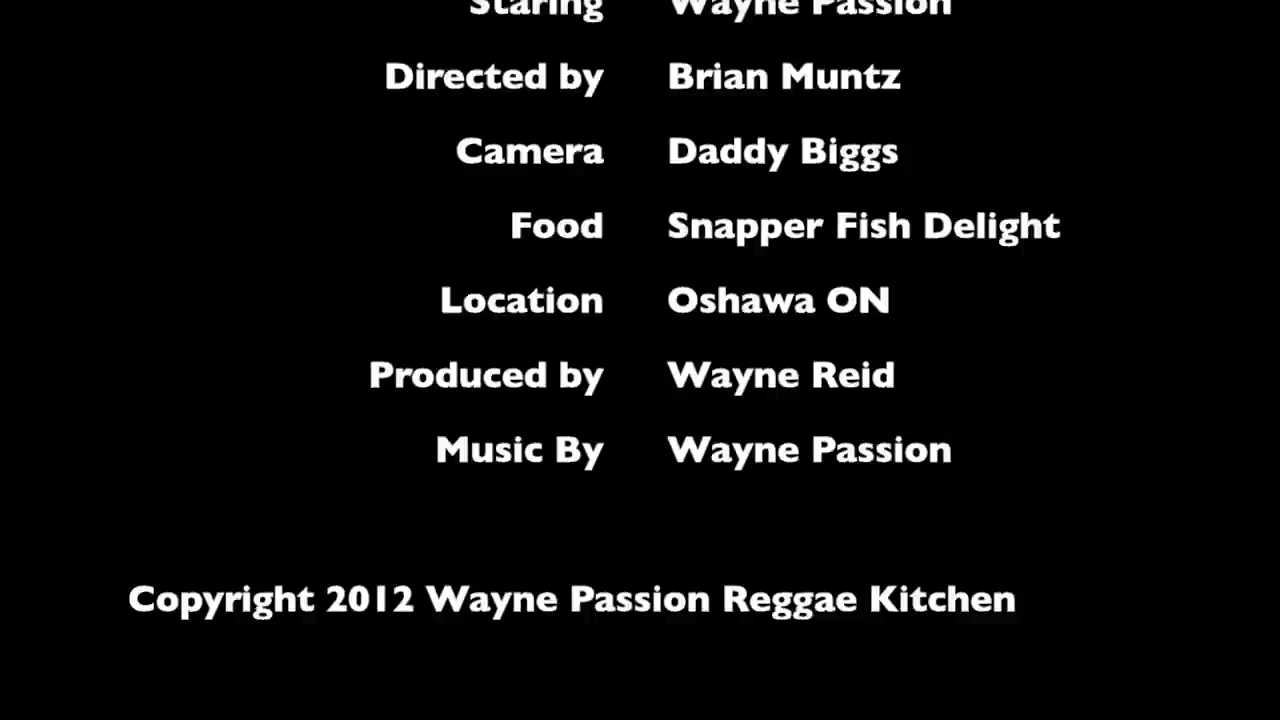 Staring Wayne Passion
Directed by Brian Muntz
Camera Daddy Biggs
Food Snapper Fish Delight
Location Oshawa ON
Produced by Wayne Reid
Music By Wayne Passion
Copyright 2012 Wayne Passion Reggae Kitchen